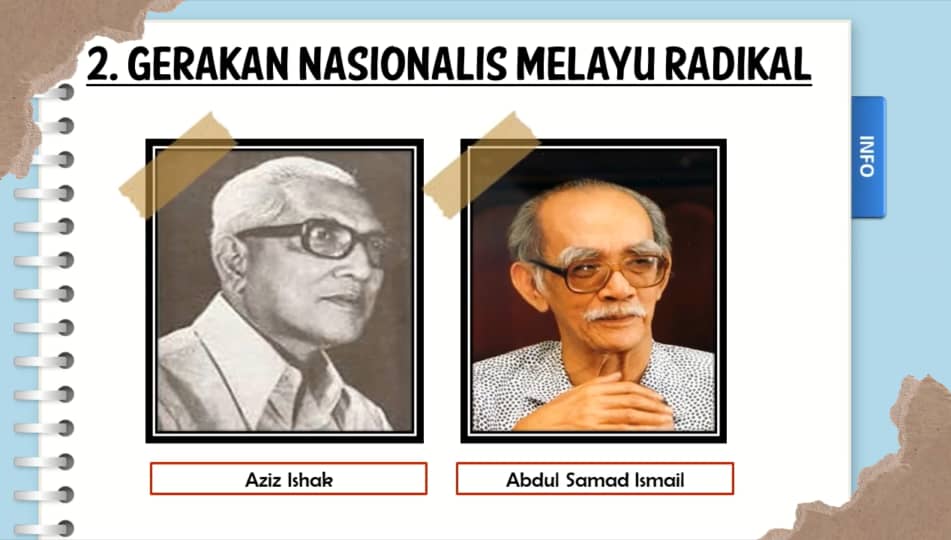 2. GERAKAN NASIONALIS MELAYU RADIKAL
INFO
Aziz Ishak
Abdul Samad Ismail